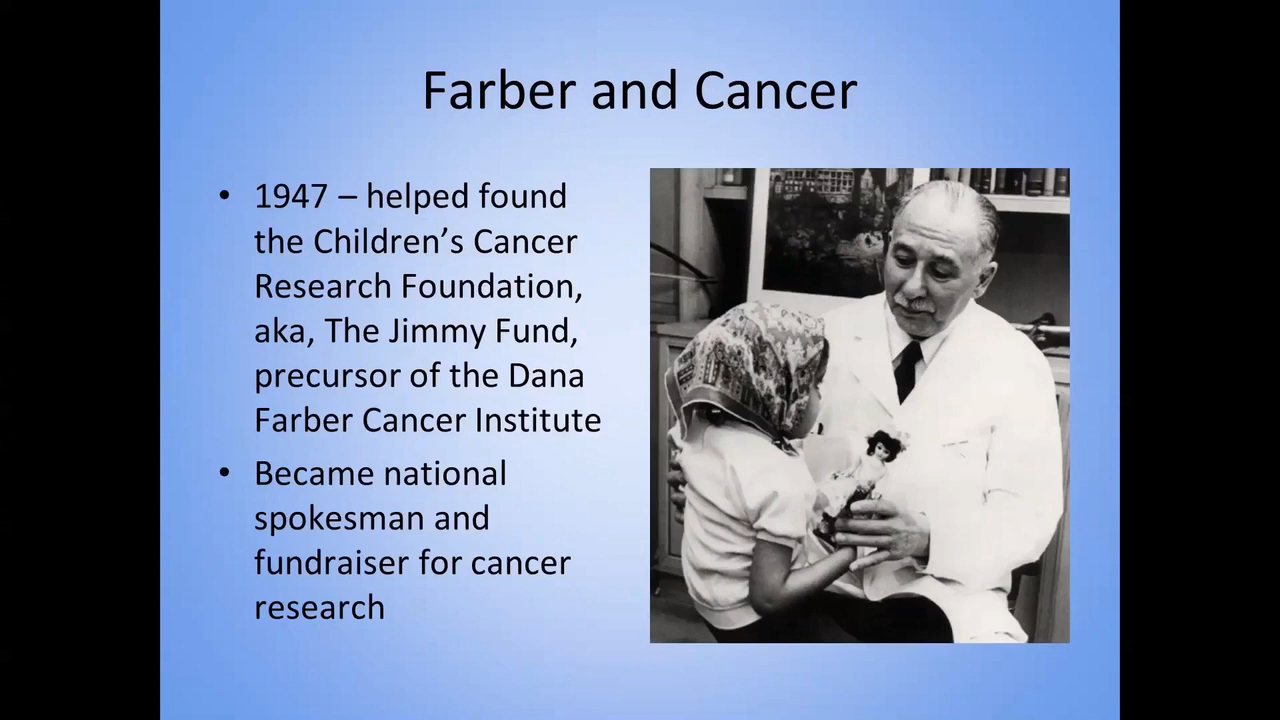 Farber and Cancer
• 1947 – helped found
the Children’s Cancer
Research Foundation,
aka, The Jimmy Fund,
precursor of the Dana
Farber Cancer Institute
• Became national
spokesman and
fundraiser for cancer
research